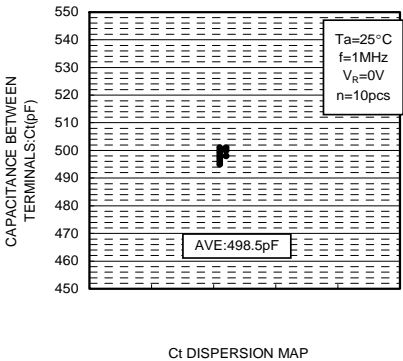 550
540
530
520
510
500
490
480
470
460
450
CAPACITANCE BETWEEN
TERMINALS:Ct(pF)
Ta=25°C
f=1MHz
VR=0V
n=10pcs
AVE:498.5pF
Ct DISPERSION MAP